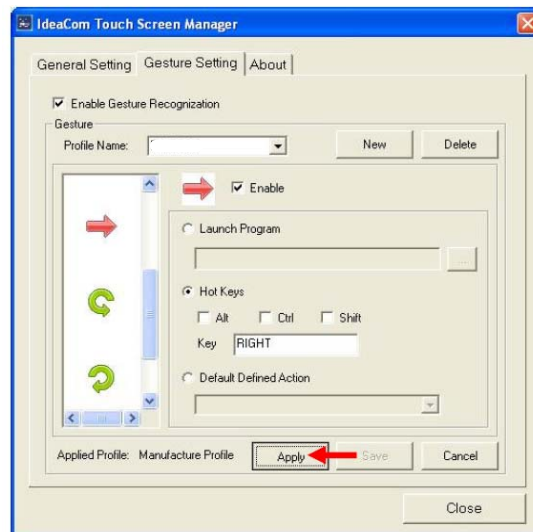 IdeaCom Touch Screen Manager
General Setting Gesture Setting About
Enable Gesture Recognization
Gesture
Profile Name: New Delete
Enable
Launch Program
...
Hot Keys
Alt Ctrl Shift
Key RIGHT
Default Defined Action
Applied Profile: Manufacture Profile Apply Save Cancel
Close